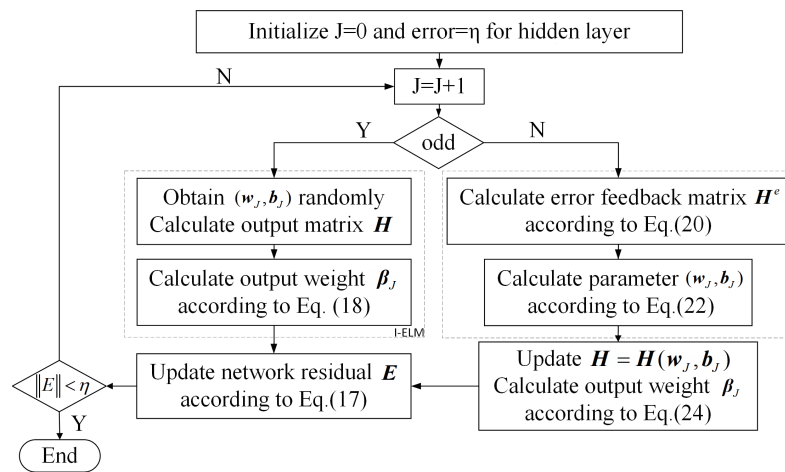 Initialize J=0 and error=η for hidden layer
N
J=J+1
Y
odd
N
Obtain (w_J, b_J) randomly
Calculate output matrix H
Calculate error feedback matrix H^e
according to Eq.(20)
Calculate output weight β_J
according to Eq. (18)
I-ELM
Calculate parameter (w_J, b_J)
according to Eq.(22)
‖E‖ < η
Update network residual E
according to Eq.(17)
Update H = H(w_J, b_J)
Calculate output weight β_J
according to Eq.(24)
Y
End